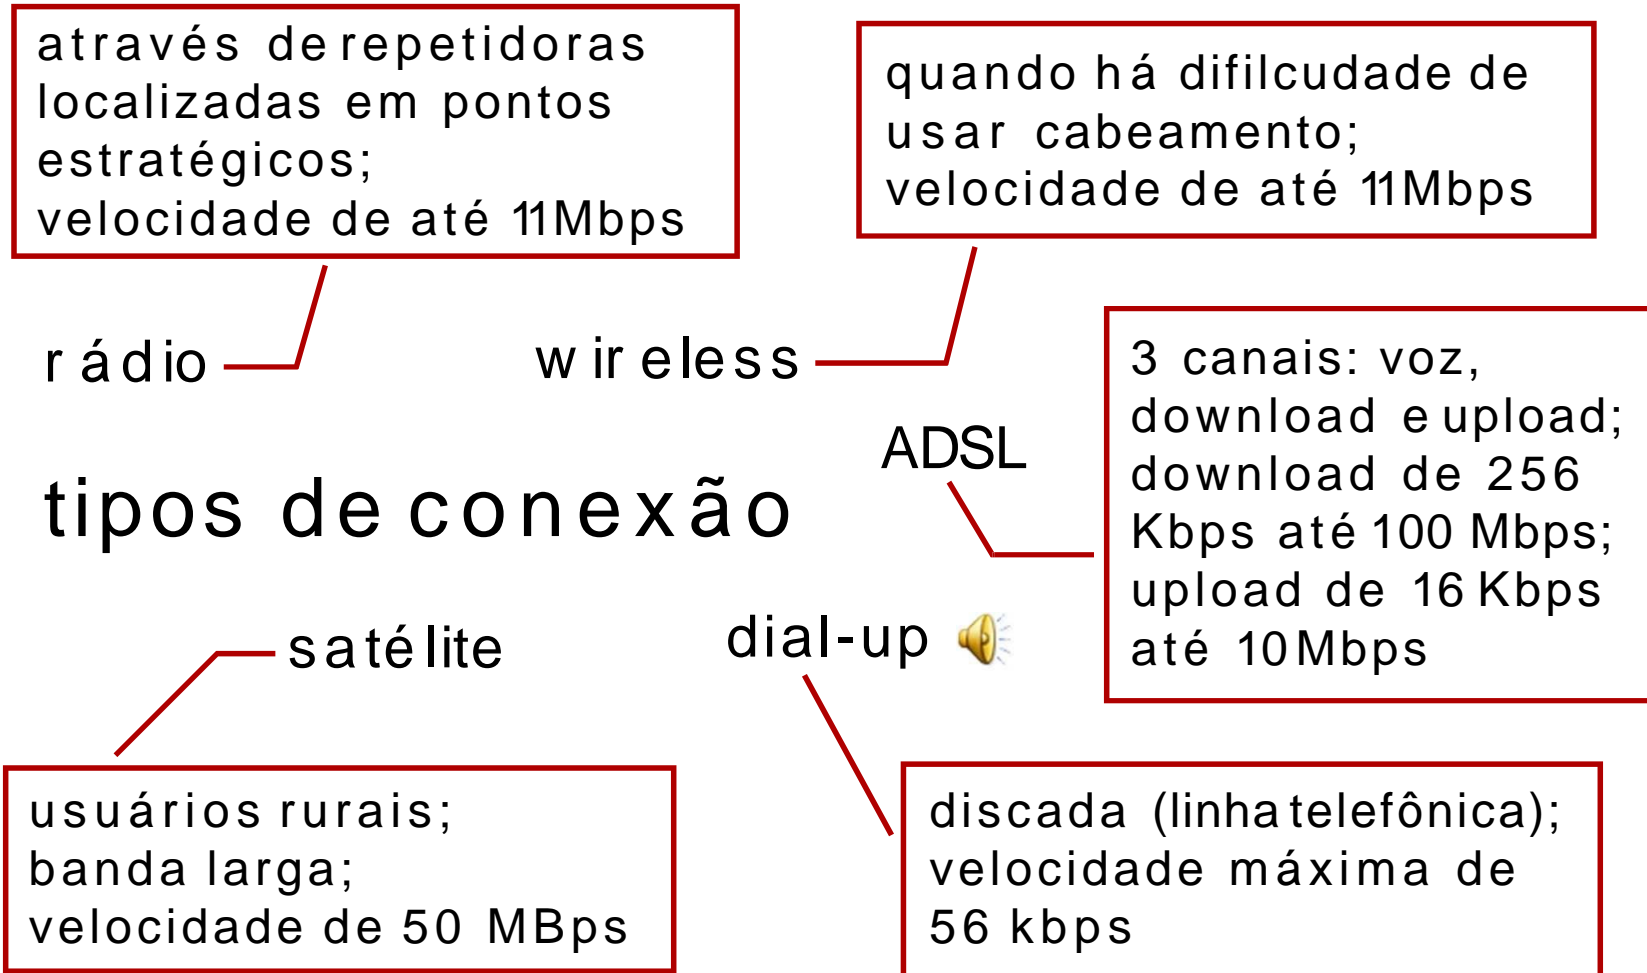 através de repetidoras
localizadas em pontos
estratégicos;
velocidade de até 11Mbps
quando há difilcudade de
usar cabeamento;
velocidade de até 11Mbps
rádio
wireless
3 canais: voz,
download e upload;
download de 256
Kbps até 100 Mbps;
upload de 16 Kbps
até 10 Mbps
ADSL
tipos de conexão
satélite
dial-up
usuários rurais;
banda larga;
velocidade de 50 MBps
discada (linha telefônica);
velocidade máxima de
56 kbps